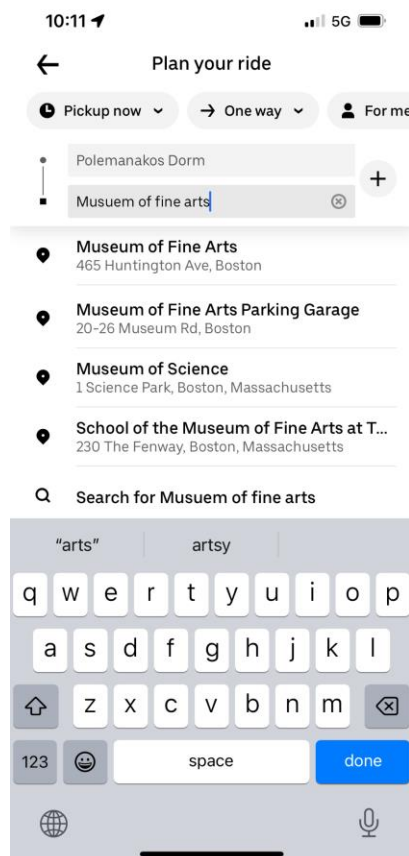 10:11
5G
Plan your ride
Pickup now
One way
For me
Polemanakos Dorm
Musuem of fine arts
Museum of Fine Arts
465 Huntington Ave, Boston
Museum of Fine Arts Parking Garage
20-26 Museum Rd, Boston
Museum of Science
1 Science Park, Boston, Massachusetts
School of the Museum of Fine Arts at T...
230 The Fenway, Boston, Massachusetts
Search for Musuem of fine arts
“arts” artsy
q w e r t y u i o p
a s d f g h j k l
z x c v b n m
123 space done